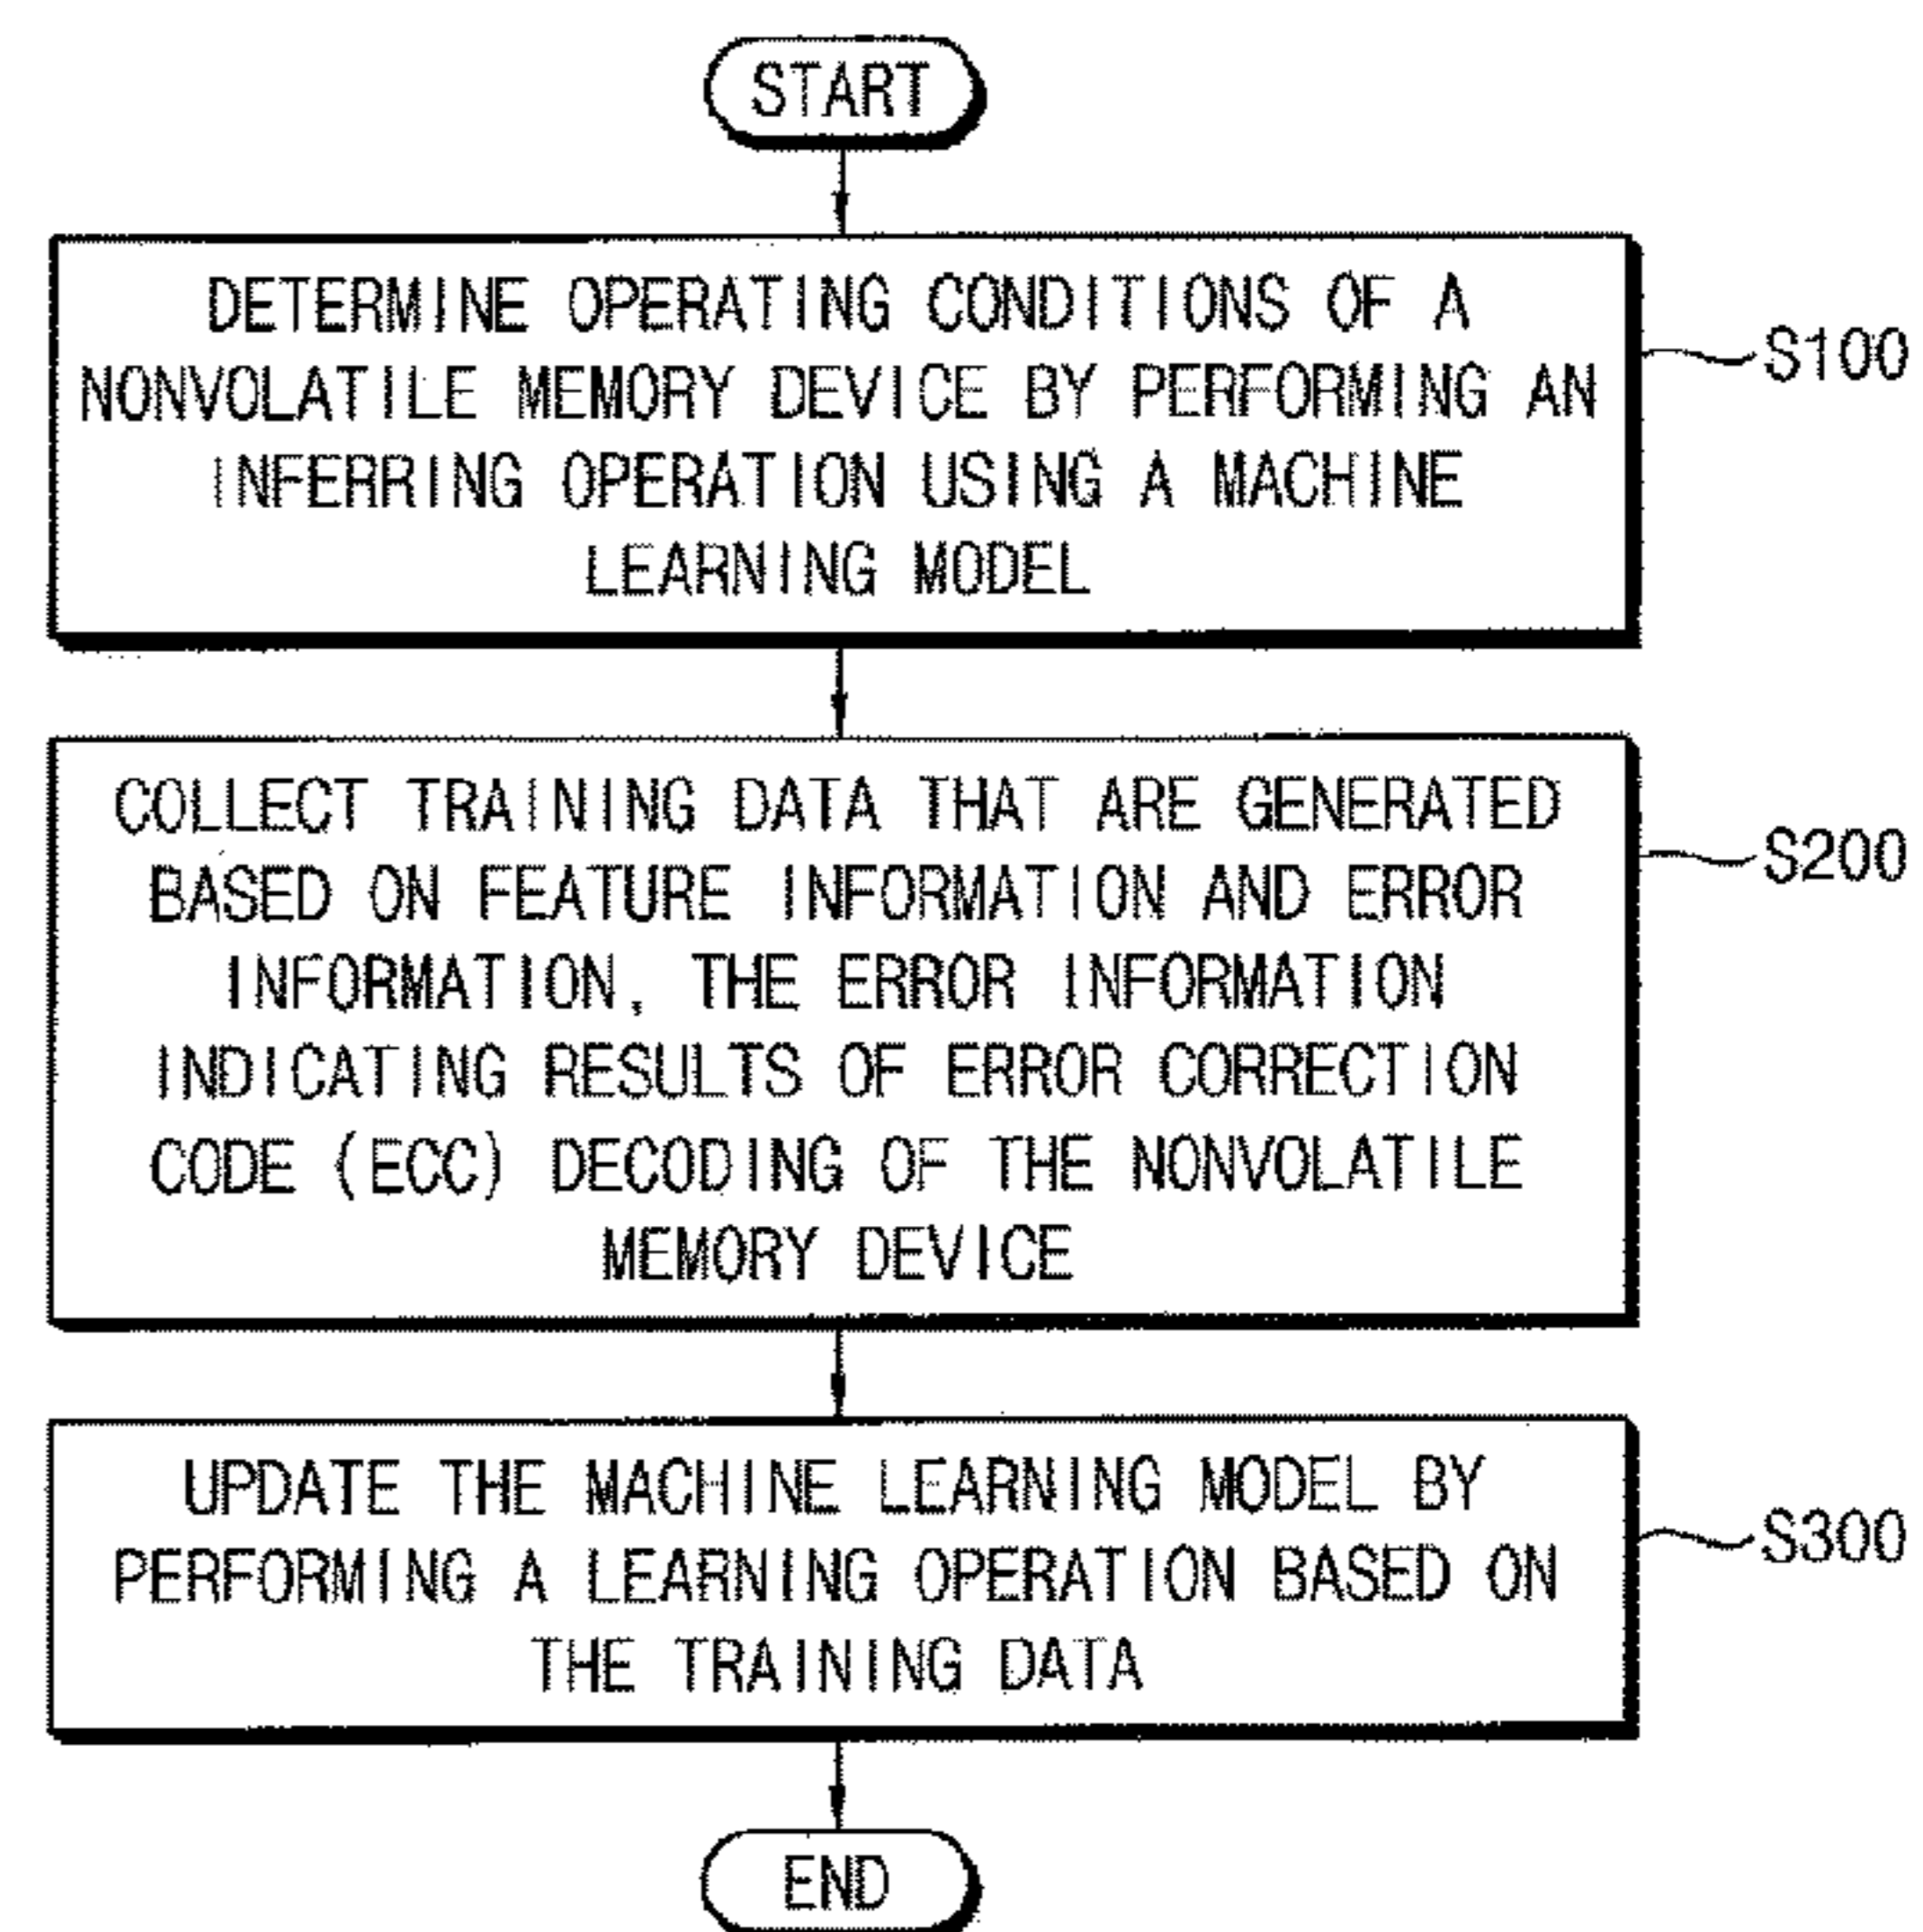 START
DETERMINE OPERATING CONDITIONS OF A
NONVOLATILE MEMORY DEVICE BY PERFORMING AN
INFERRING OPERATION USING A MACHINE
LEARNING MODEL
S100
COLLECT TRAINING DATA THAT ARE GENERATED
BASED ON FEATURE INFORMATION AND ERROR
INFORMATION, THE ERROR INFORMATION
INDICATING RESULTS OF ERROR CORRECTION
CODE (ECC) DECODING OF THE NONVOLATILE
MEMORY DEVICE
S200
UPDATE THE MACHINE LEARNING MODEL BY
PERFORMING A LEARNING OPERATION BASED ON
THE TRAINING DATA
S300
END